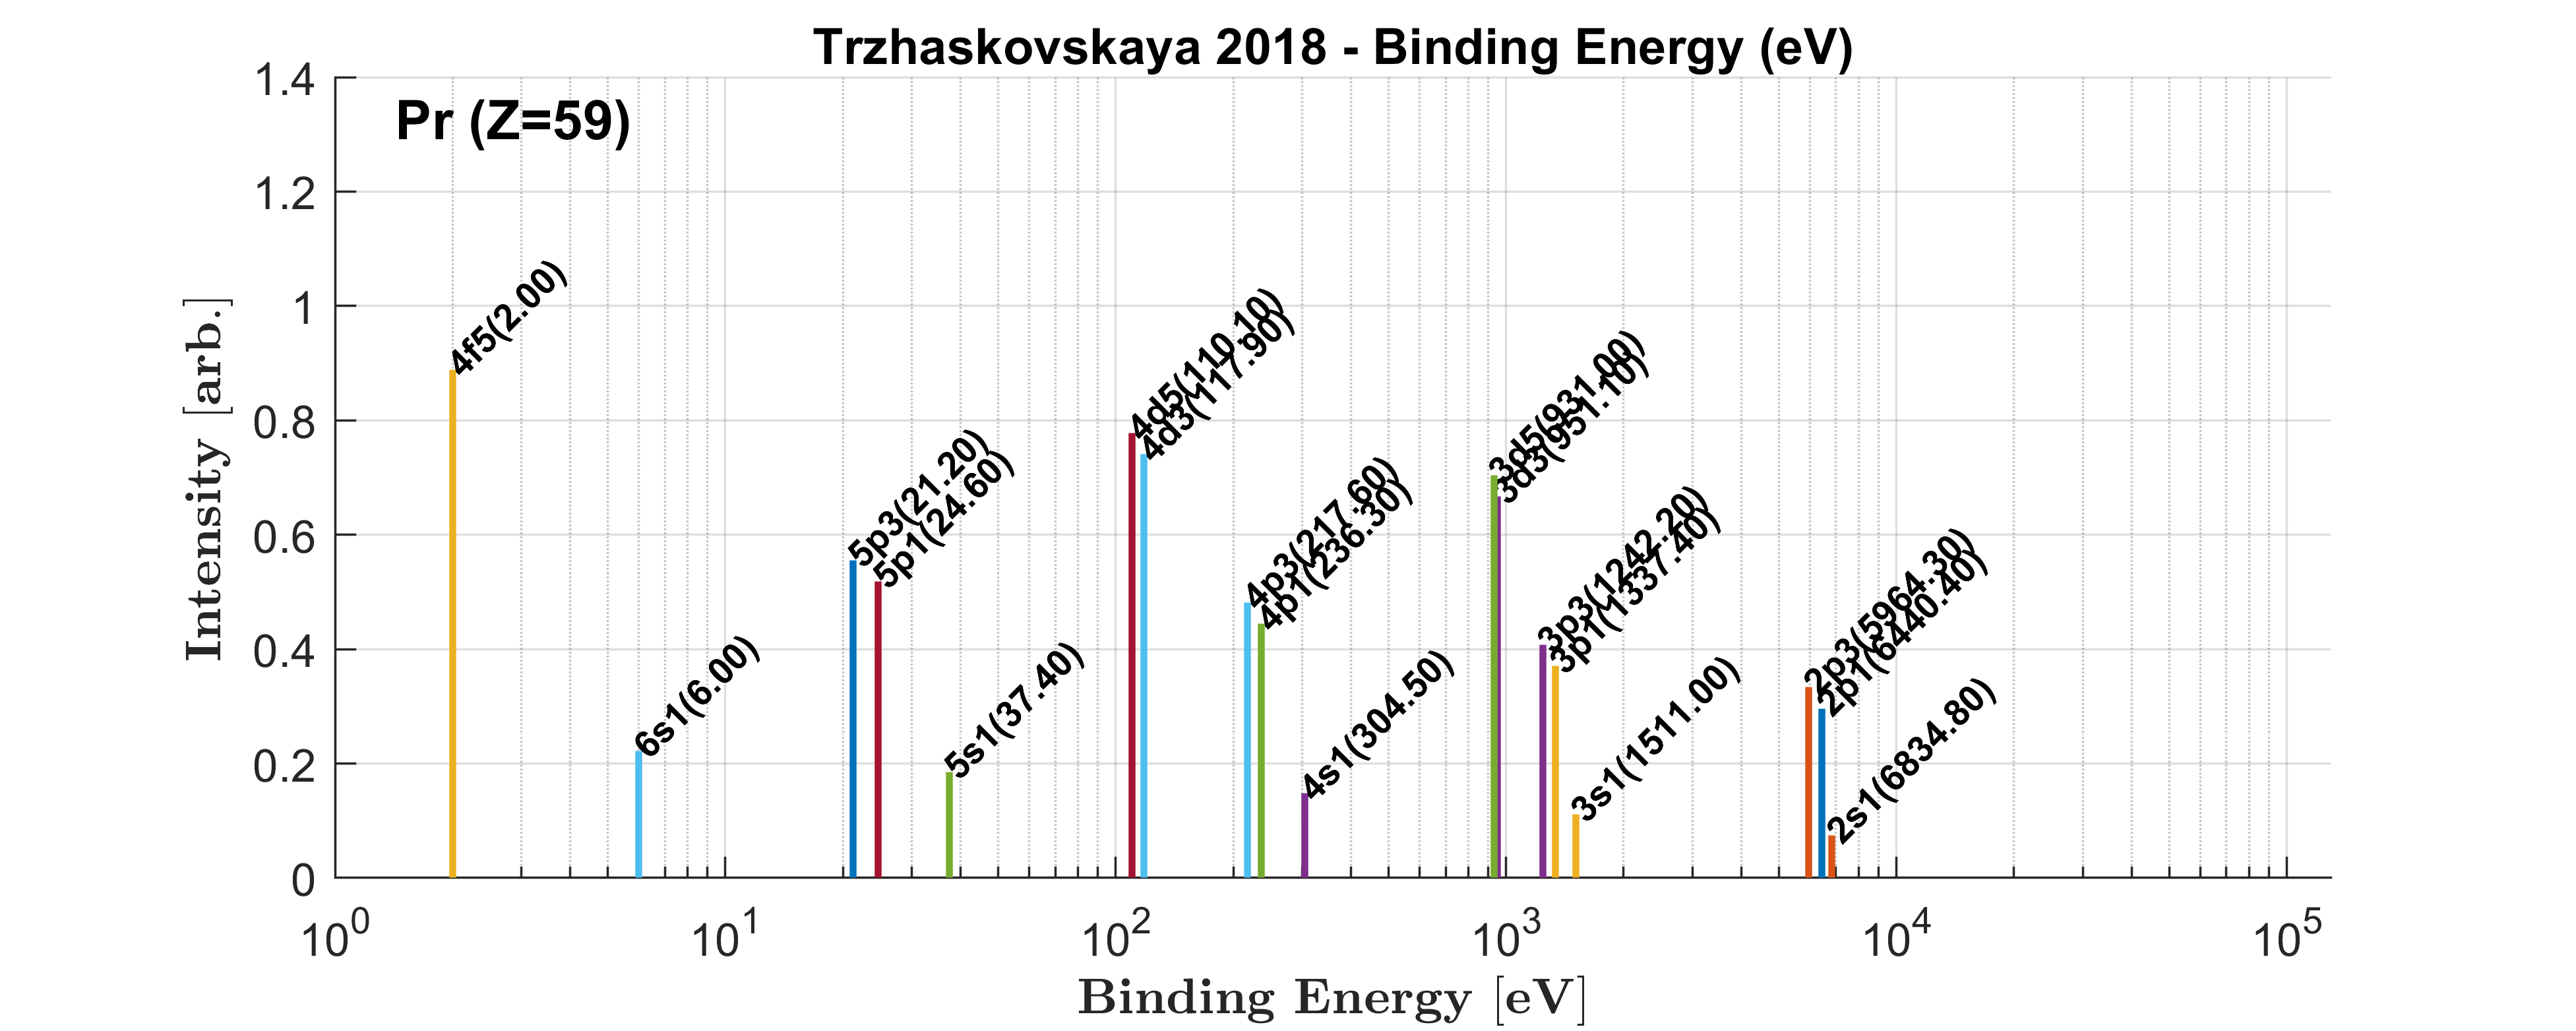 Trzhaskovskaya 2018 - Binding Energy (eV)
Pr (Z=59)
1.4
1.2
1
0.8
0.6
0.4
0.2
0
Intensity [arb.]
4f5(2.00)
6s1(6.00)
5p3(21.20)
5p1(24.60)
5s1(37.40)
4d5(110.10)
4d3(117.90)
4p3(217.60)
4p1(236.30)
4s1(304.50)
3d5(931.00)
3d3(951.10)
3p3(1242.20)
3p1(1337.40)
3s1(1511.00)
2p3(5964.30)
2p1(6440.40)
2s1(6834.80)
10^0 10^1 10^2 10^3 10^4 10^5
Binding Energy [eV]